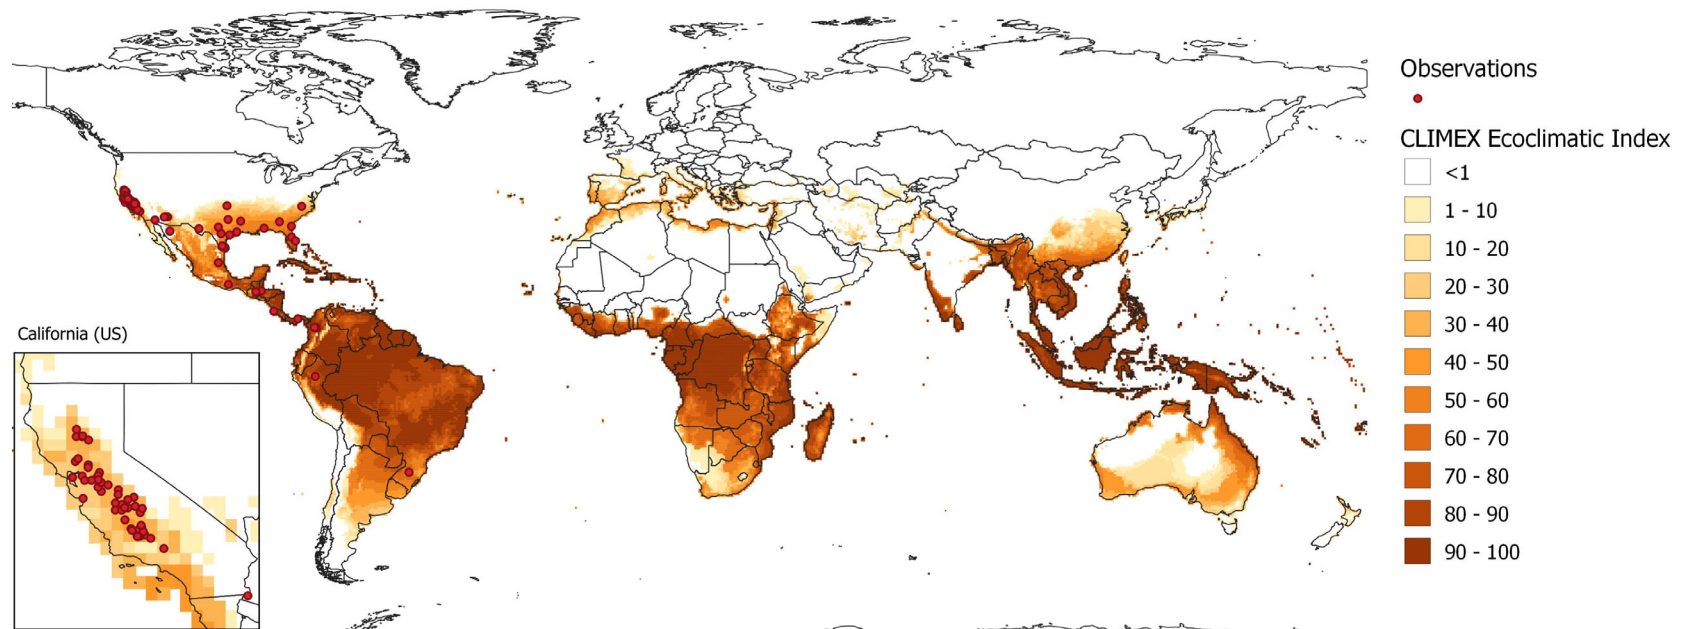 Observations
CLIMEX Ecoclimatic Index
<1
1 - 10
10 - 20
20 - 30
30 - 40
40 - 50
50 - 60
60 - 70
70 - 80
80 - 90
90 - 100
California (US)